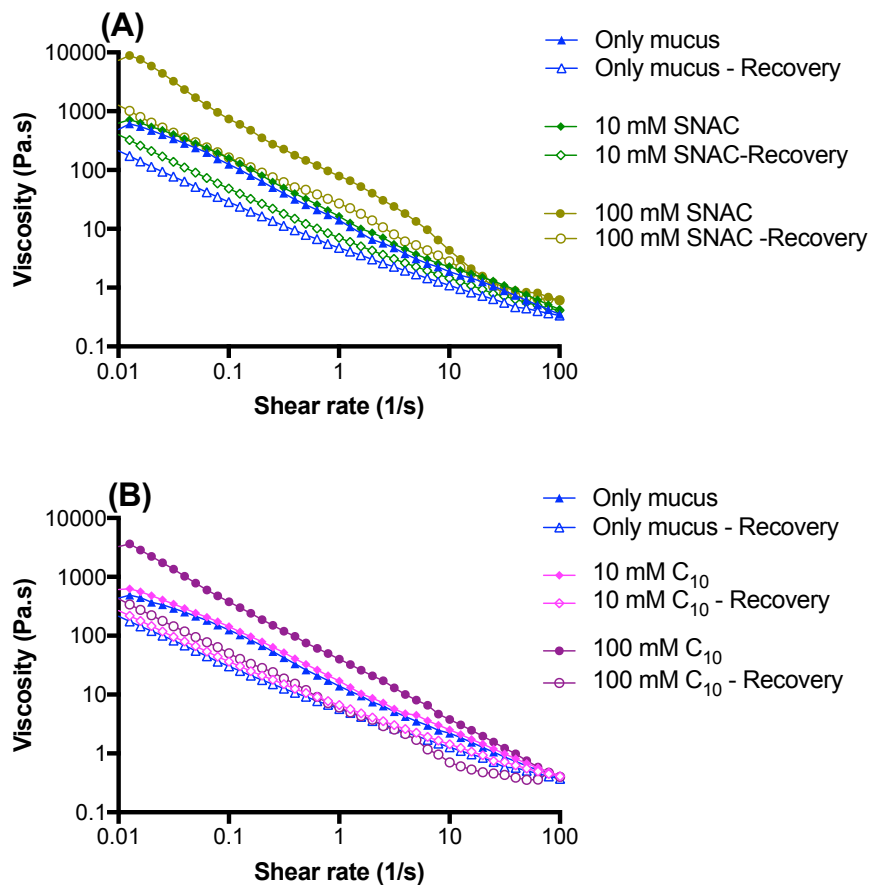 (A)
10000
1000
100
10
1
0.1
Viscosity (Pa.s)
0.01
0.1
1
10
100
Shear rate (1/s)
Only mucus
Only mucus - Recovery
10 mM SNAC
10 mM SNAC-Recovery
100 mM SNAC
100 mM SNAC -Recovery
(B)
10000
1000
100
10
1
0.1
Viscosity (Pa.s)
0.01
0.1
1
10
100
Shear rate (1/s)
Only mucus
Only mucus - Recovery
10 mM C₁₀
10 mM C₁₀ - Recovery
100 mM C₁₀
100 mM C₁₀ - Recovery